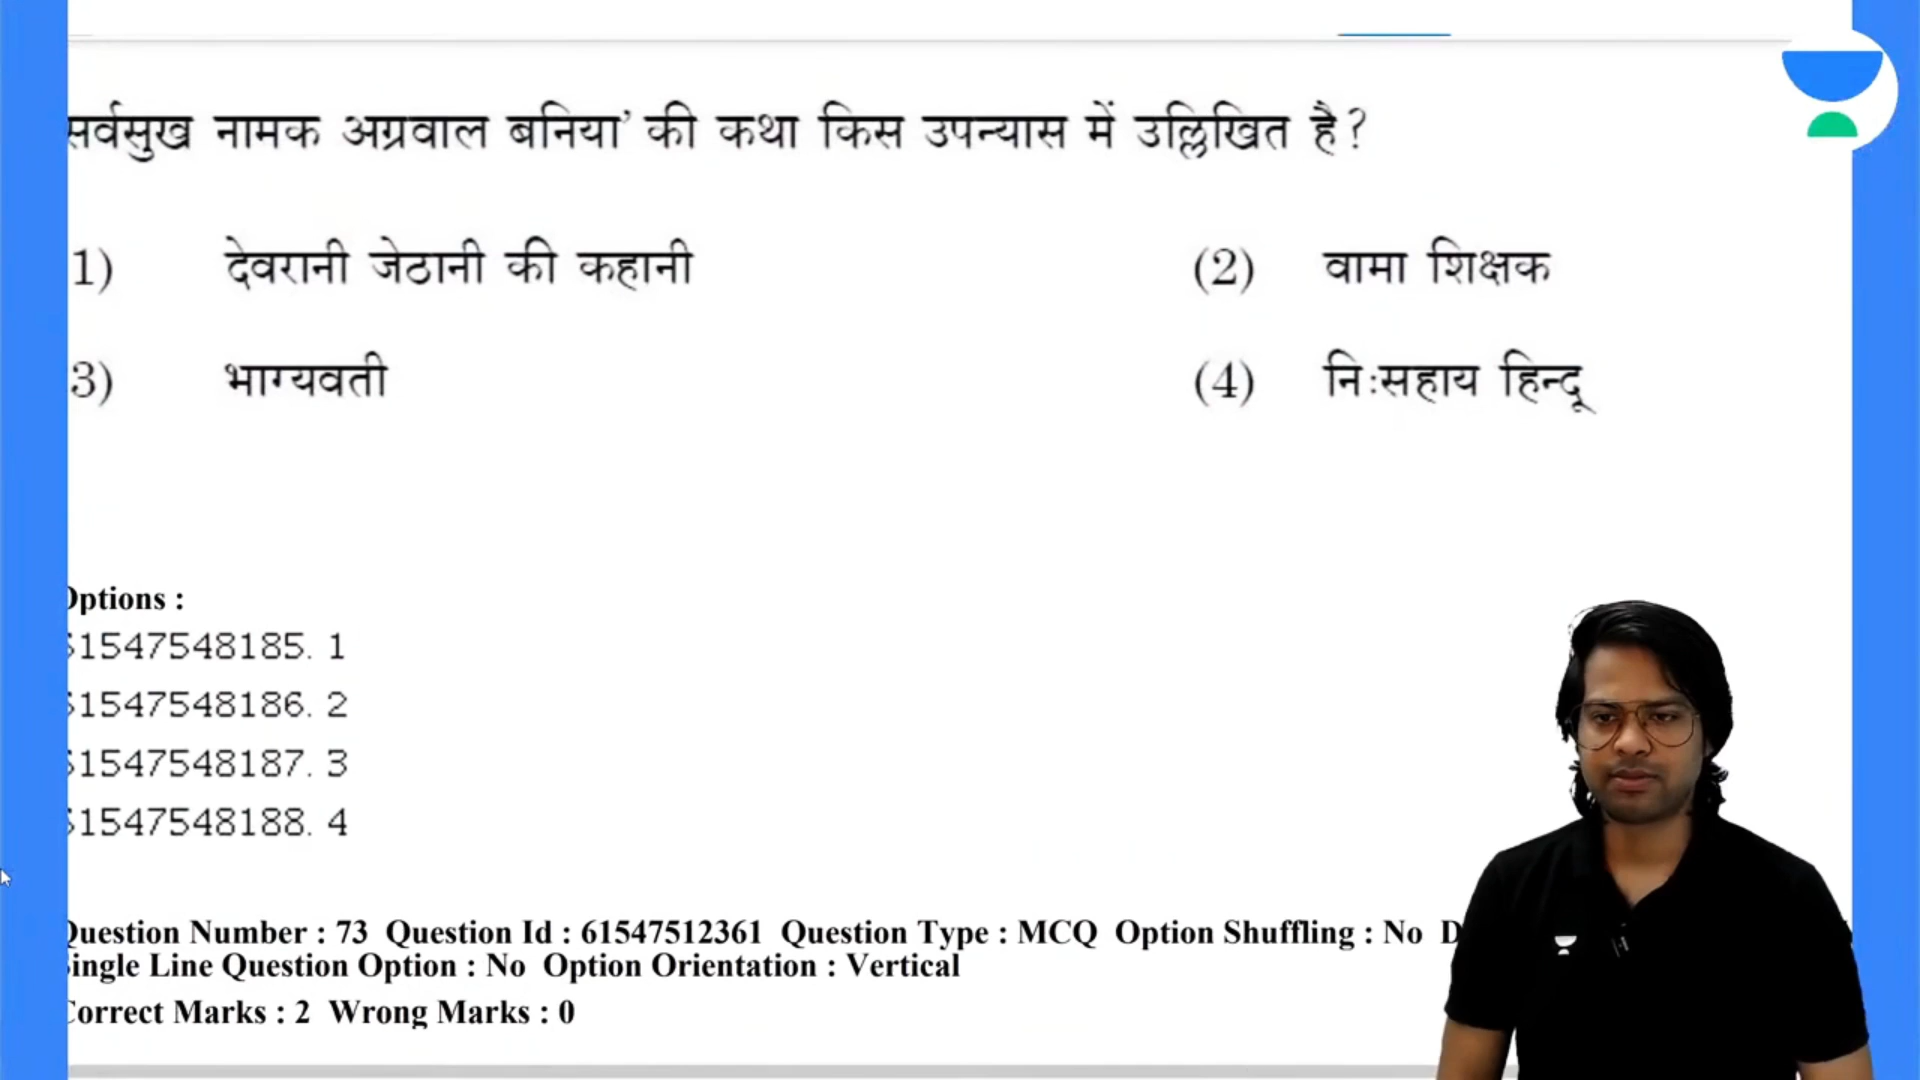 सर्वसुख नामक अग्रवाल बनिया’ की कथा किस उपन्यास में उल्लिखित है?
1) देवरानी जेठानी की कहानी (2) वामा शिक्षक
3) भाग्यवती (4) निःसहाय हिन्दू
Options :
1547548185. 1
1547548186. 2
1547548187. 3
1547548188. 4
Question Number : 73 Question Id : 61547512361 Question Type : MCQ Option Shuffling : No D
ingle Line Question Option : No Option Orientation : Vertical
Correct Marks : 2 Wrong Marks : 0